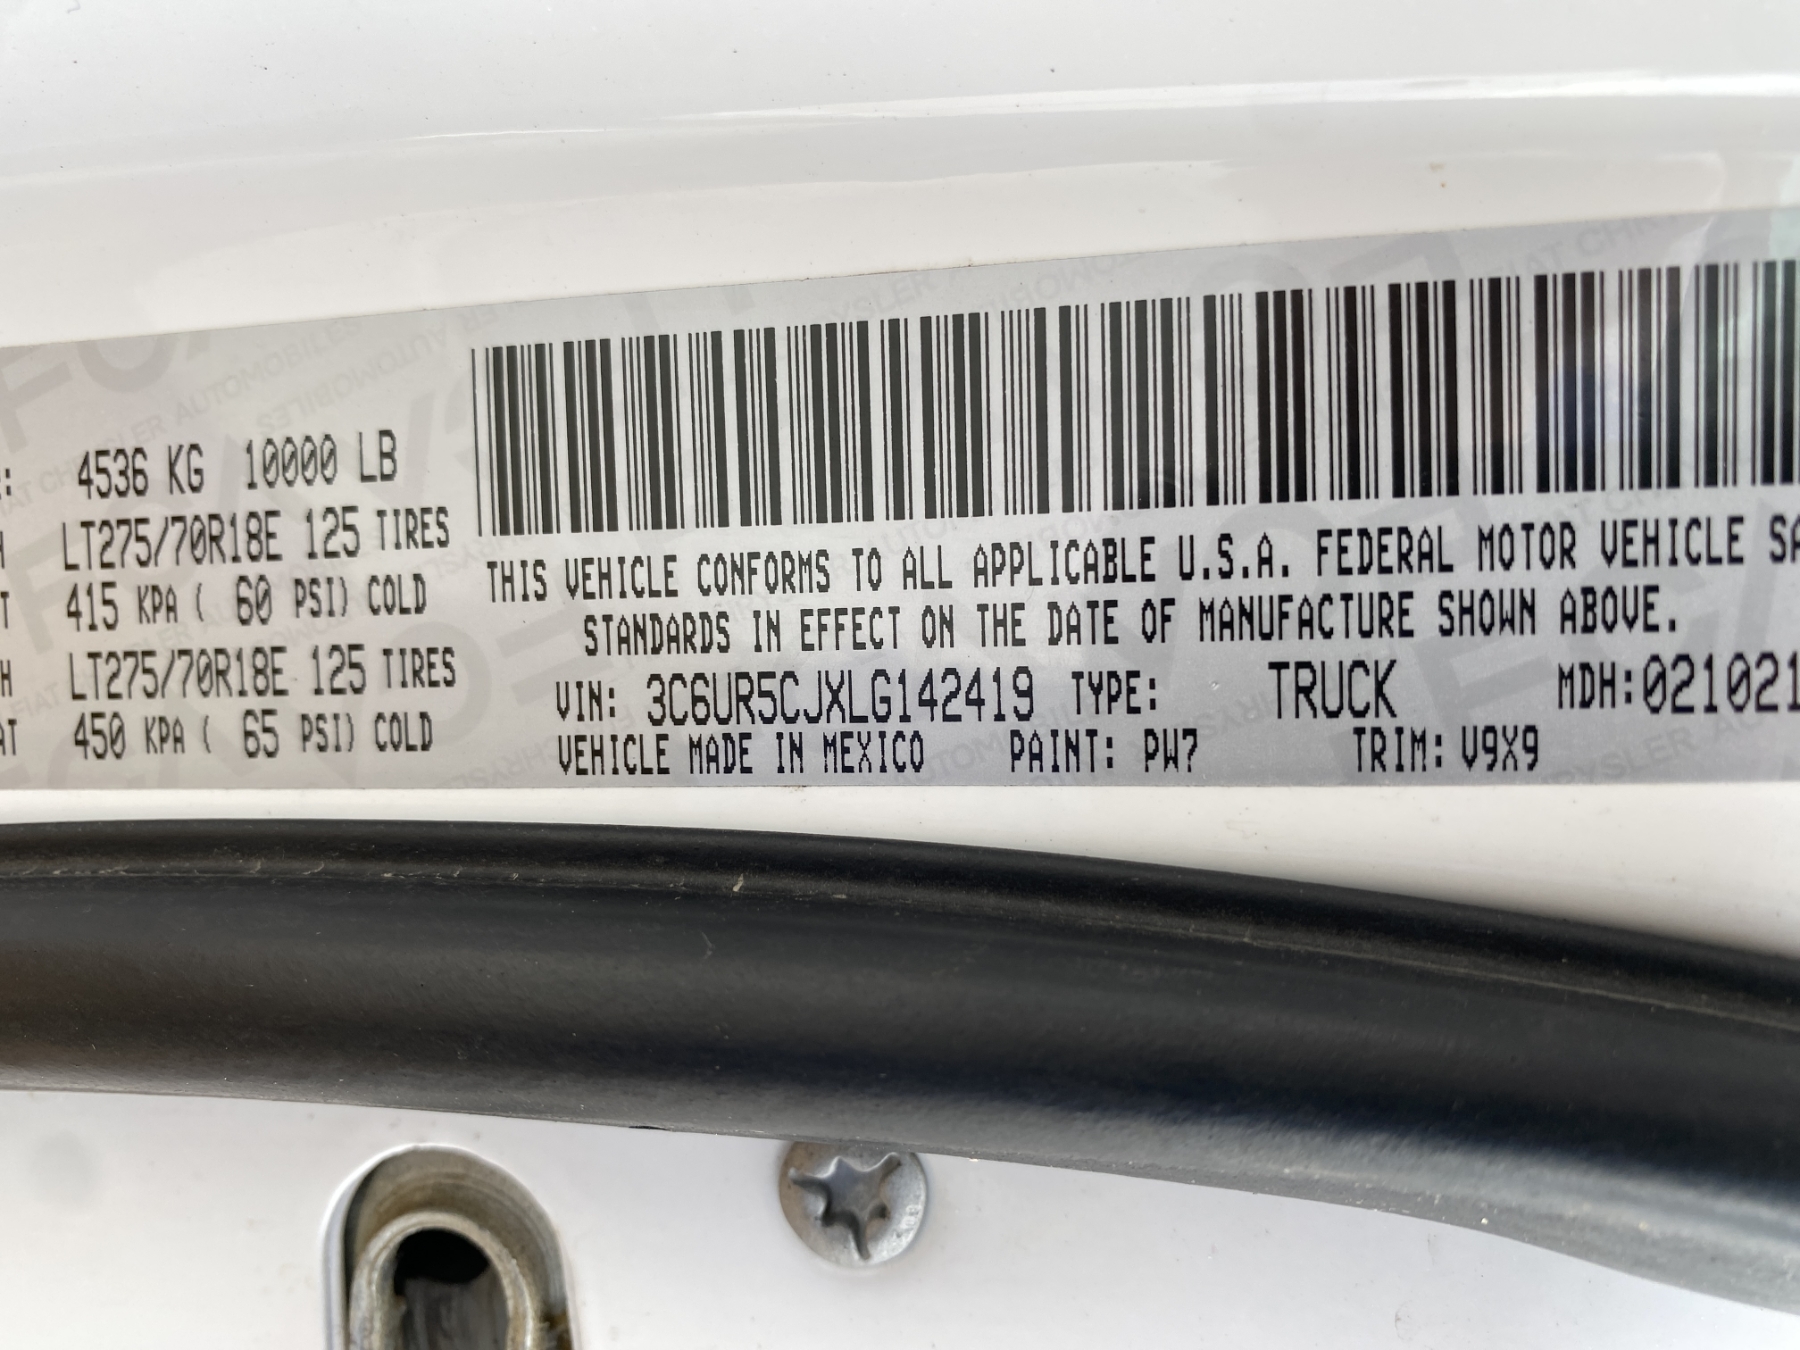 4536 KG 10000 LB
LT275/70R18E 125 TIRES
415 KPA ( 60 PSI) COLD
LT275/70R18E 125 TIRES
450 KPA ( 65 PSI) COLD
THIS VEHICLE CONFORMS TO ALL APPLICABLE U.S.A. FEDERAL MOTOR VEHICLE SA
STANDARDS IN EFFECT ON THE DATE OF MANUFACTURE SHOWN ABOVE.
VIN: 3C6UR5CJXLG142419 TYPE: TRUCK MDH:021021
VEHICLE MADE IN MEXICO PAINT: PW7 TRIM: V9X9